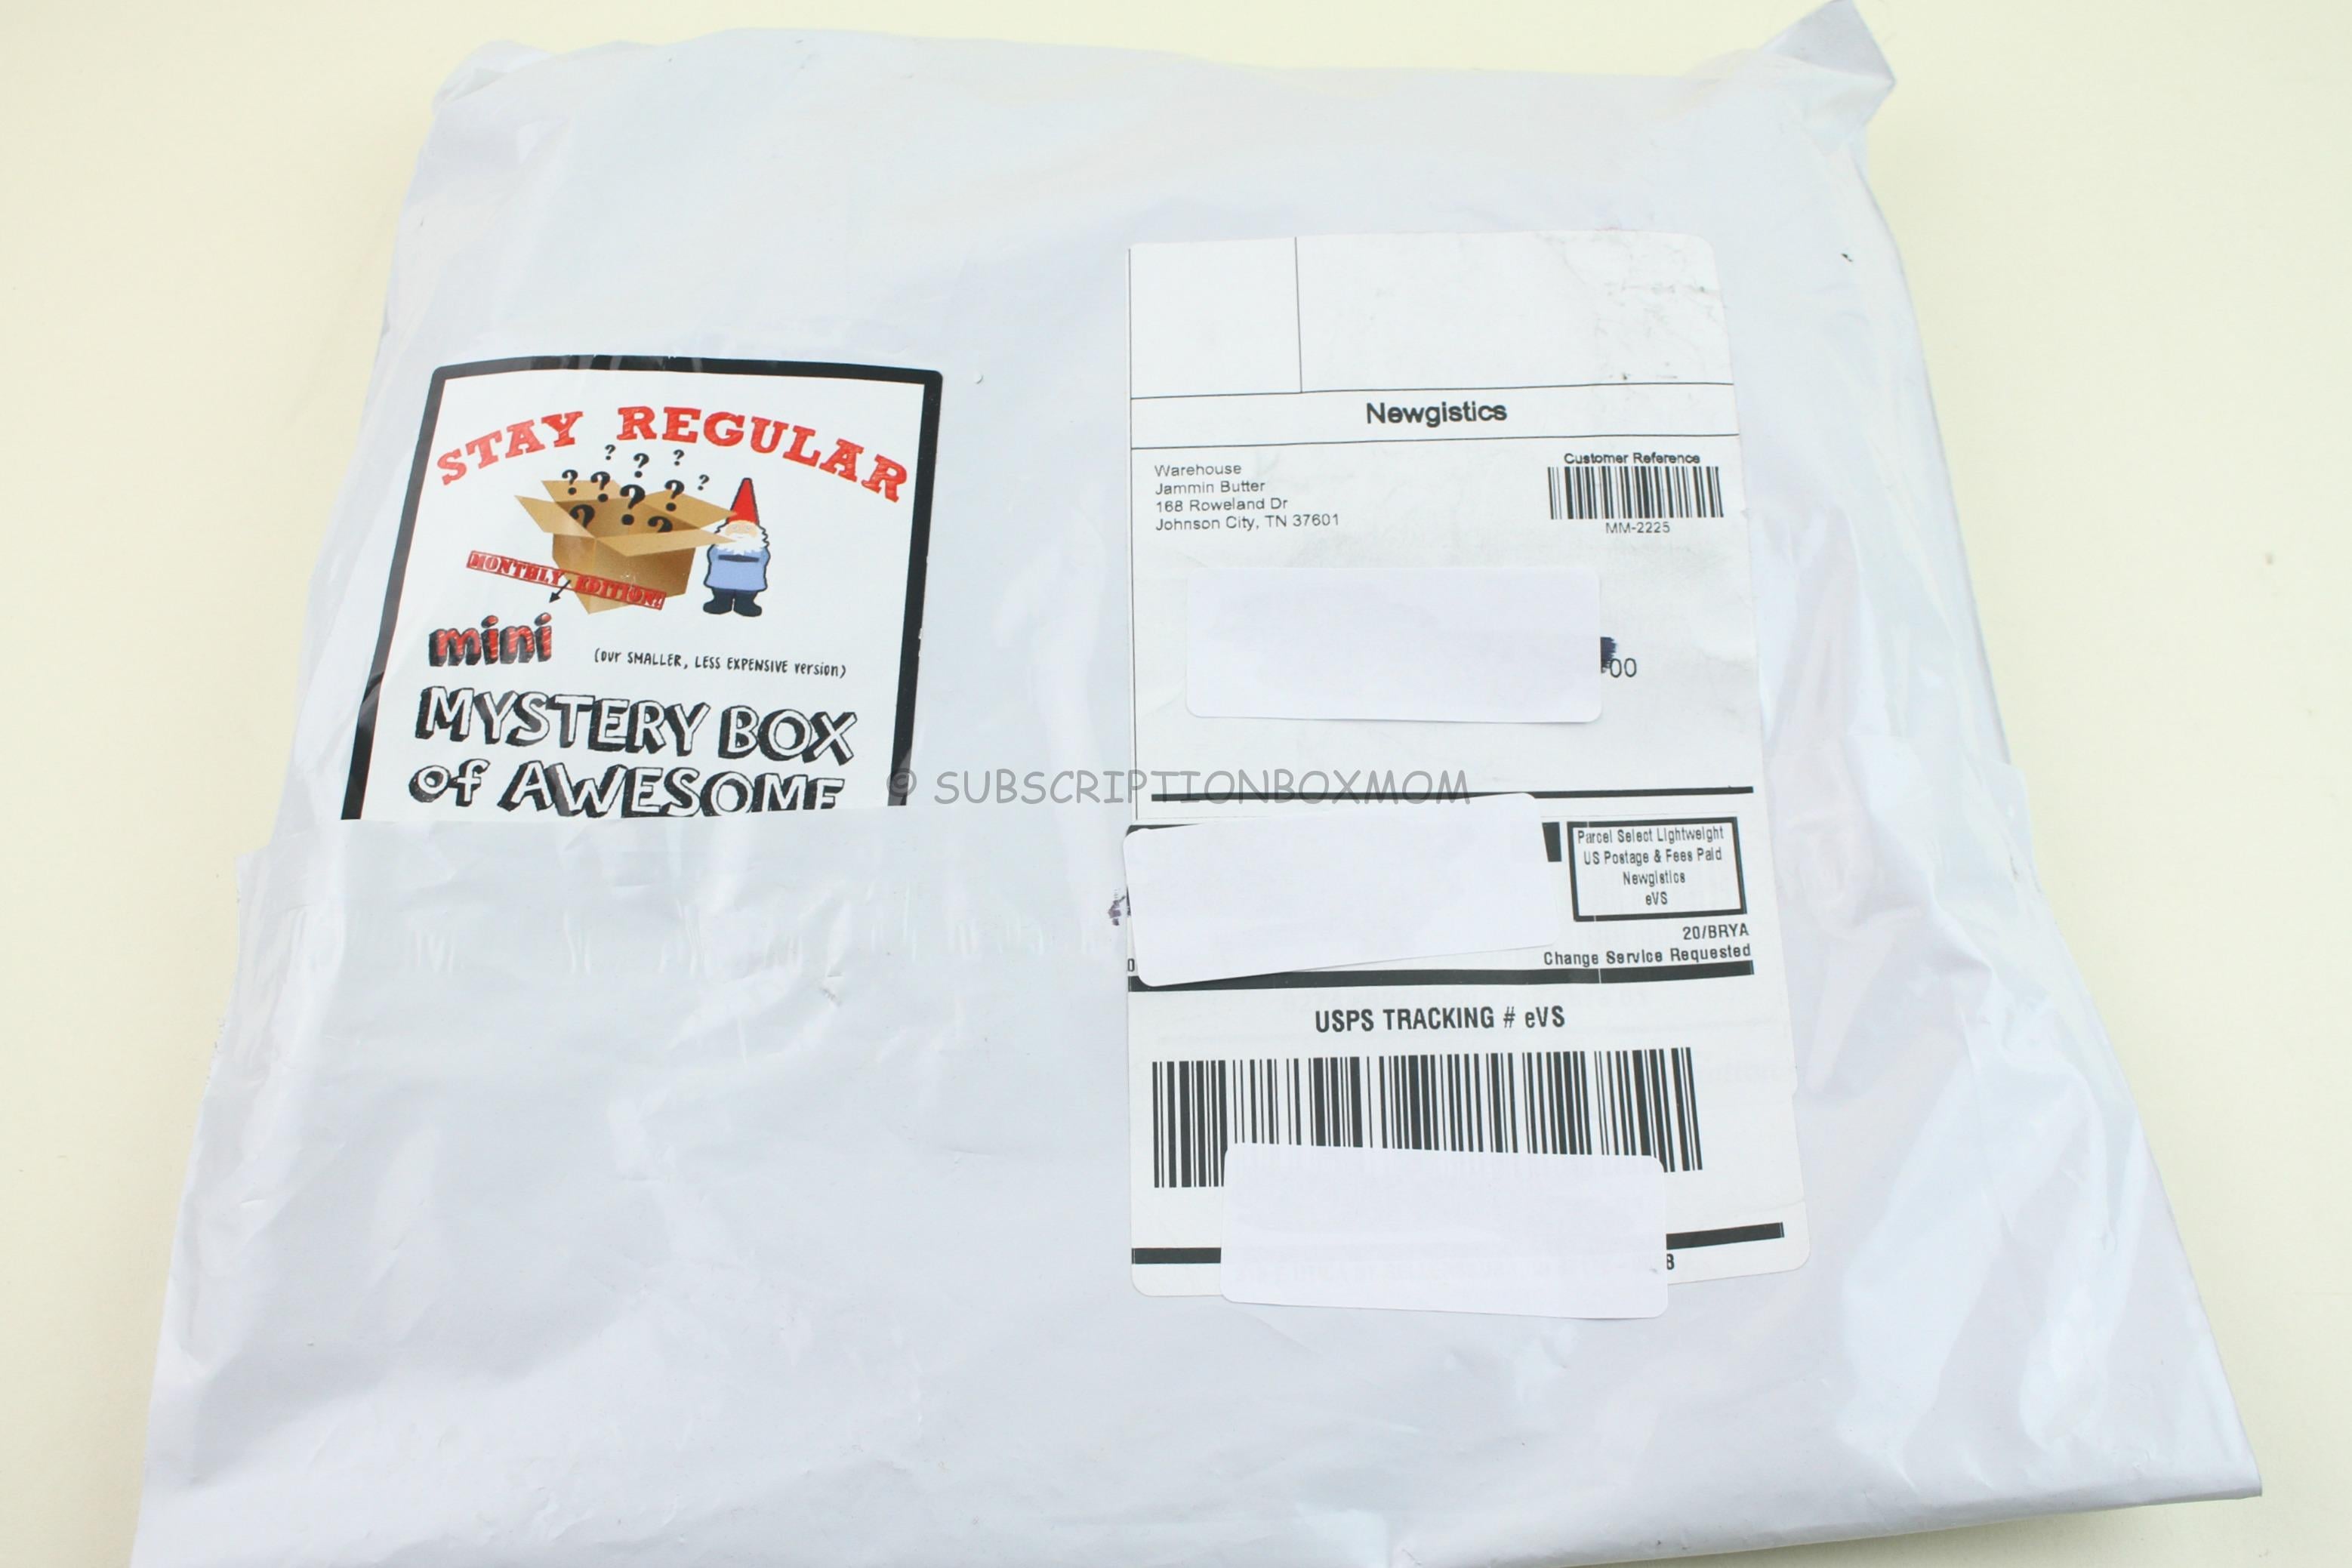 STAY REGULAR
? ? ? ? ? ? ? ? ? ? ?
MONTHLY EDITION!
mini
(our SMALLER, LESS EXPENSIVE version)
MYSTERY BOX
of AWESOME
© SUBSCRIPTIONBOXMOM
Newgistics
Warehouse
Jammin Butter
168 Roweland Dr
Johnson City, TN 37601
Customer Reference
MM-2225
00
Parcel Select Lightweight
US Postage & Fees Paid
Newgistics
eVS
20/BRYA
Change Service Requested
USPS TRACKING # eVS